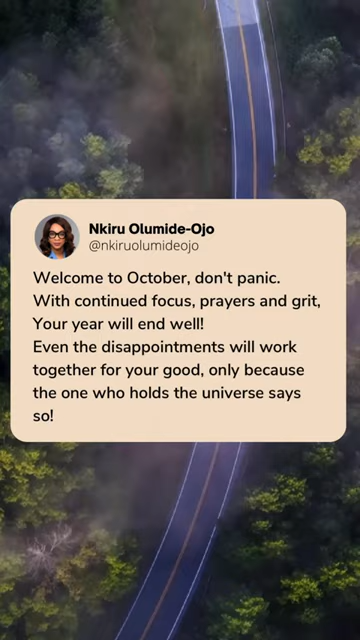 Nkiru Olumide-Ojo
@nkiruolumideojo
Welcome to October, don't panic.
With continued focus, prayers and grit,
Your year will end well!
Even the disappointments will work
together for your good, only because
the one who holds the universe says
so!